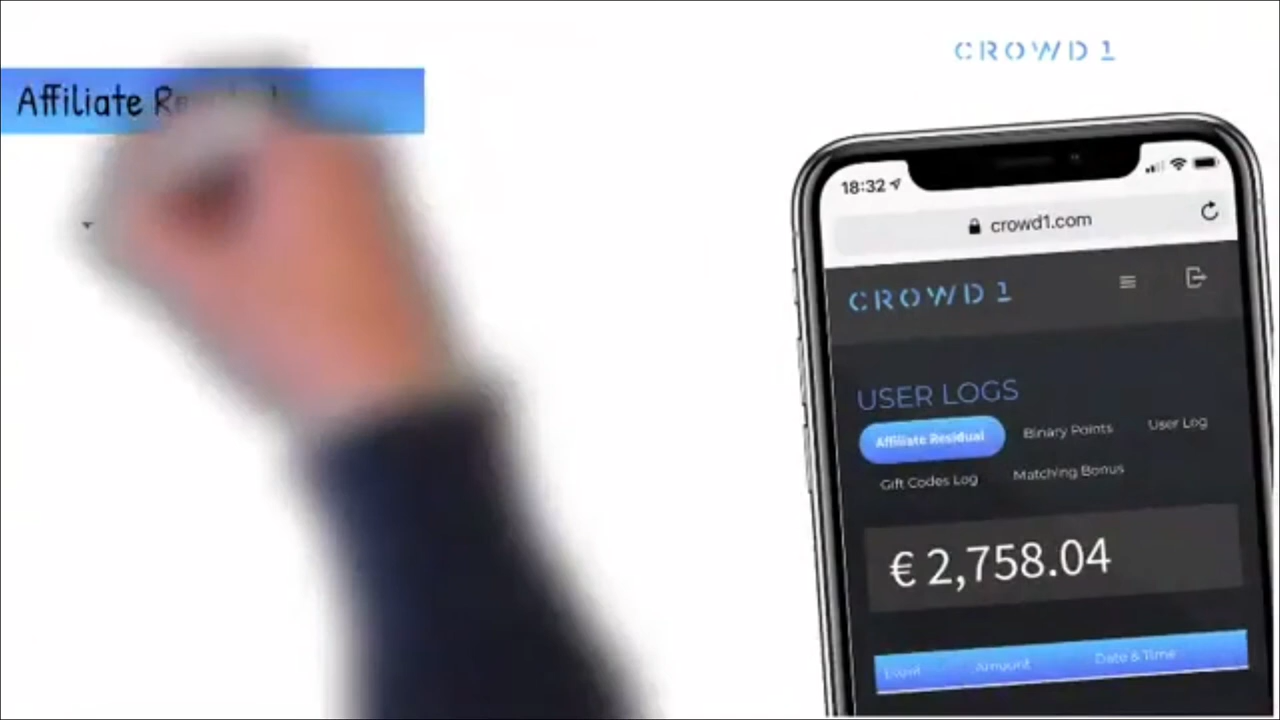 CROWD 1
Affiliate
18:32
crowd1.com
CROWD 1
USER LOGS
Affiliate Residual Binary Points User Log
Gift Codes Log Matching Bonus
€ 2,758.04
Amount Date & Time